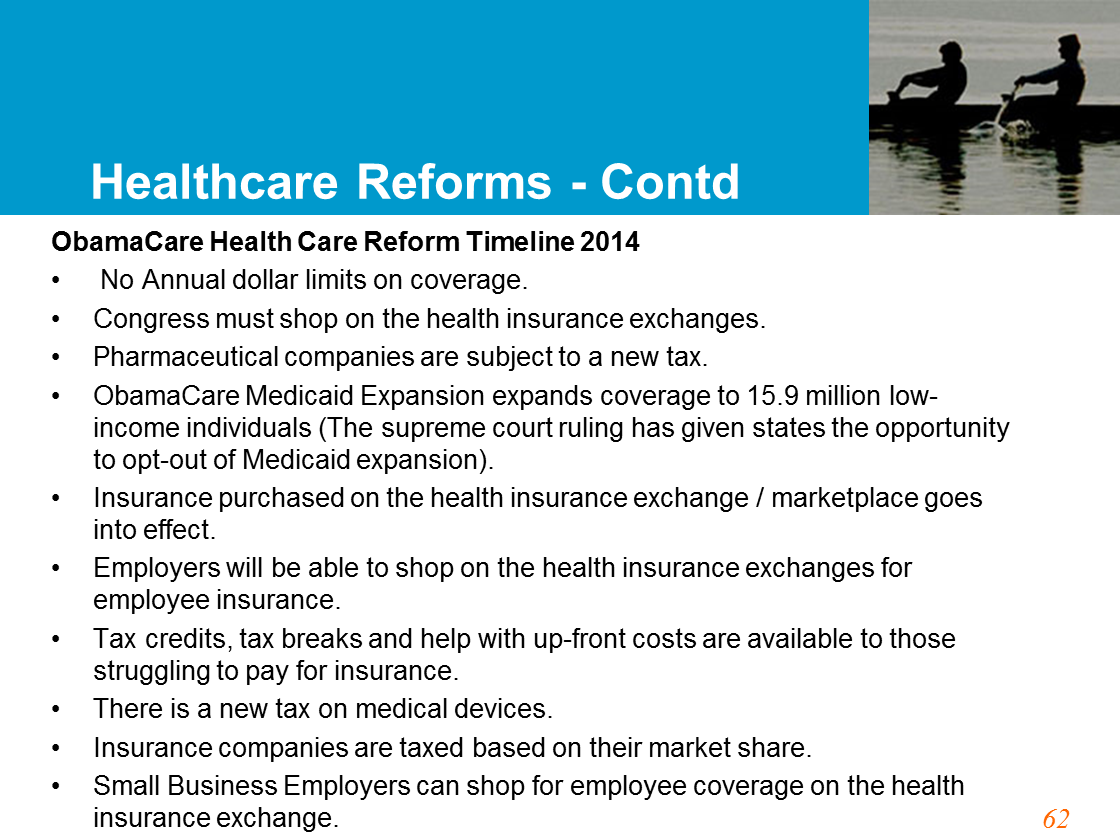 Healthcare Reforms - Contd
ObamaCare Health Care Reform Timeline 2014
• No Annual dollar limits on coverage.
• Congress must shop on the health insurance exchanges.
• Pharmaceutical companies are subject to a new tax.
• ObamaCare Medicaid Expansion expands coverage to 15.9 million low-
income individuals (The supreme court ruling has given states the opportunity
to opt-out of Medicaid expansion).
• Insurance purchased on the health insurance exchange / marketplace goes
into effect.
• Employers will be able to shop on the health insurance exchanges for
employee insurance.
• Tax credits, tax breaks and help with up-front costs are available to those
struggling to pay for insurance.
• There is a new tax on medical devices.
• Insurance companies are taxed based on their market share.
• Small Business Employers can shop for employee coverage on the health
insurance exchange.
62